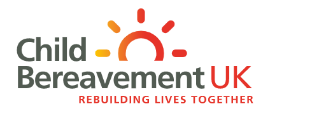 Child
Bereavement UK
REBUILDING LIVES TOGETHER